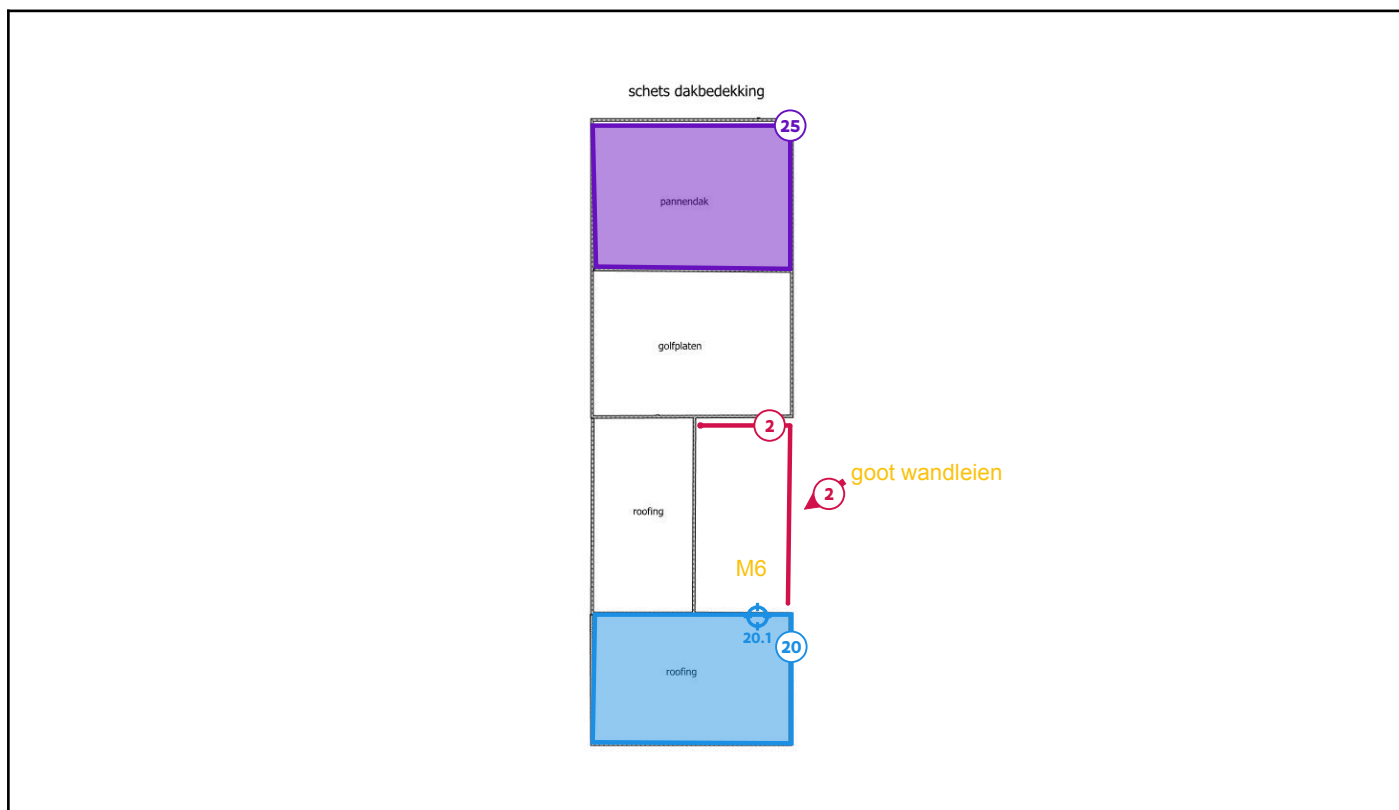 schets dakbedekking
25
pannendak
golfplaten
2
goot wandleien
2
roofing
M6
20.1
20
roofing